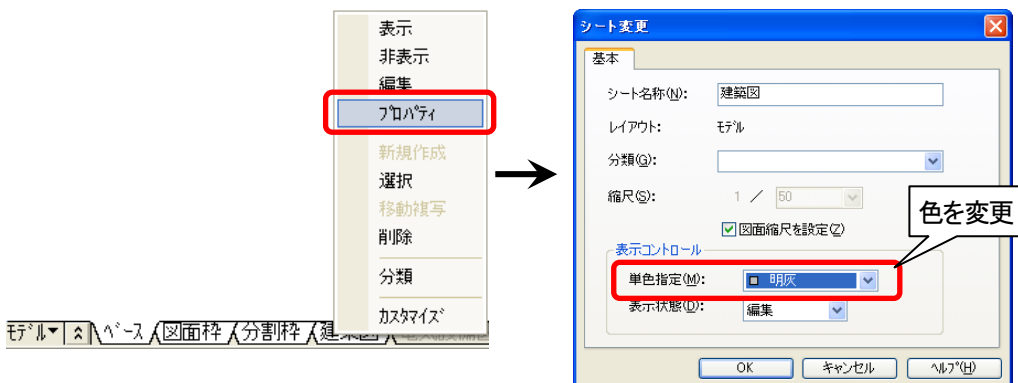 表示
非表示
編集
プロパティ
新規作成
選択
移動複写
削除
分類
カスタマイズ
モデル
ベース
図面枠
分割枠
シート変更
基本
シート名称(N):
建築図
レイアウト:
モデル
分類(G):
縮尺(S):
1 / 50
図面縮尺を設定(Z)
表示コントロール
単色指定(M):
明灰
表示状態(D):
編集
OK
キャンセル
ヘルプ(H)
色を変更